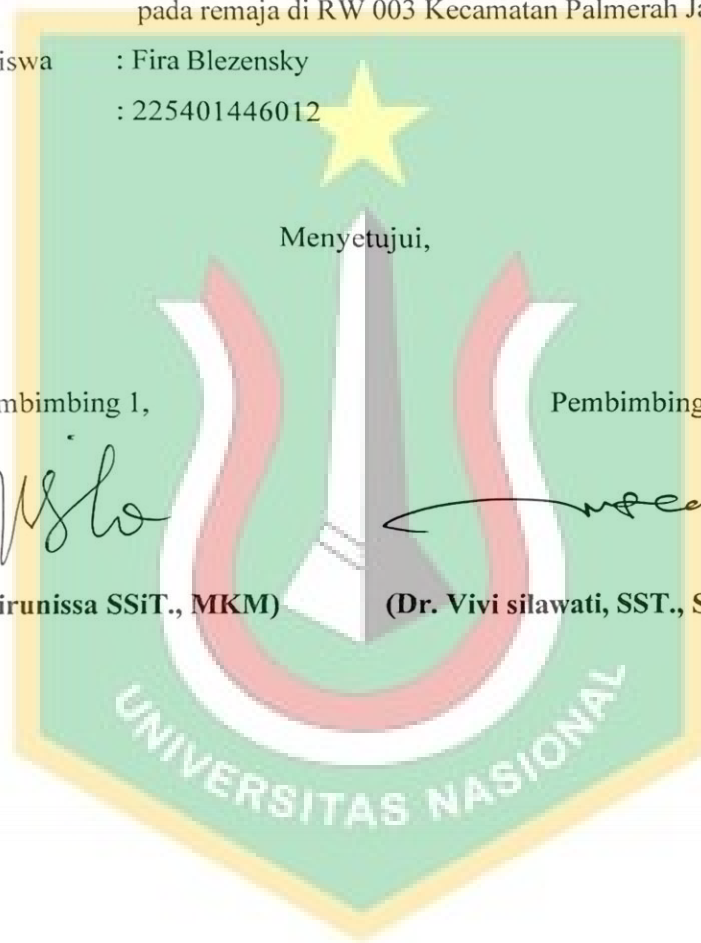 pada remaja di RW 003 Kecamatan Palmerah Ja
iswa : Fira Blezensky
: 225401446012
Menyetujui,
mbimbing 1, Pembimbing
irunissa SSiT., MKM) (Dr. Vivi silawati, SST., S
UNIVERSITAS NASIONAL